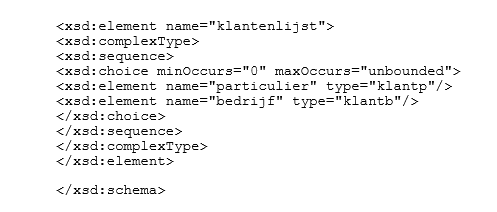 <xsd:element name="klantenlijst">
<xsd:complexType>
<xsd:sequence>
<xsd:choice minOccurs="0" maxOccurs="unbounded">
<xsd:element name="particulier" type="klantp"/>
<xsd:element name="bedrijf" type="klantb"/>
</xsd:choice>
</xsd:sequence>
</xsd:complexType>
</xsd:element>
</xsd:schema>